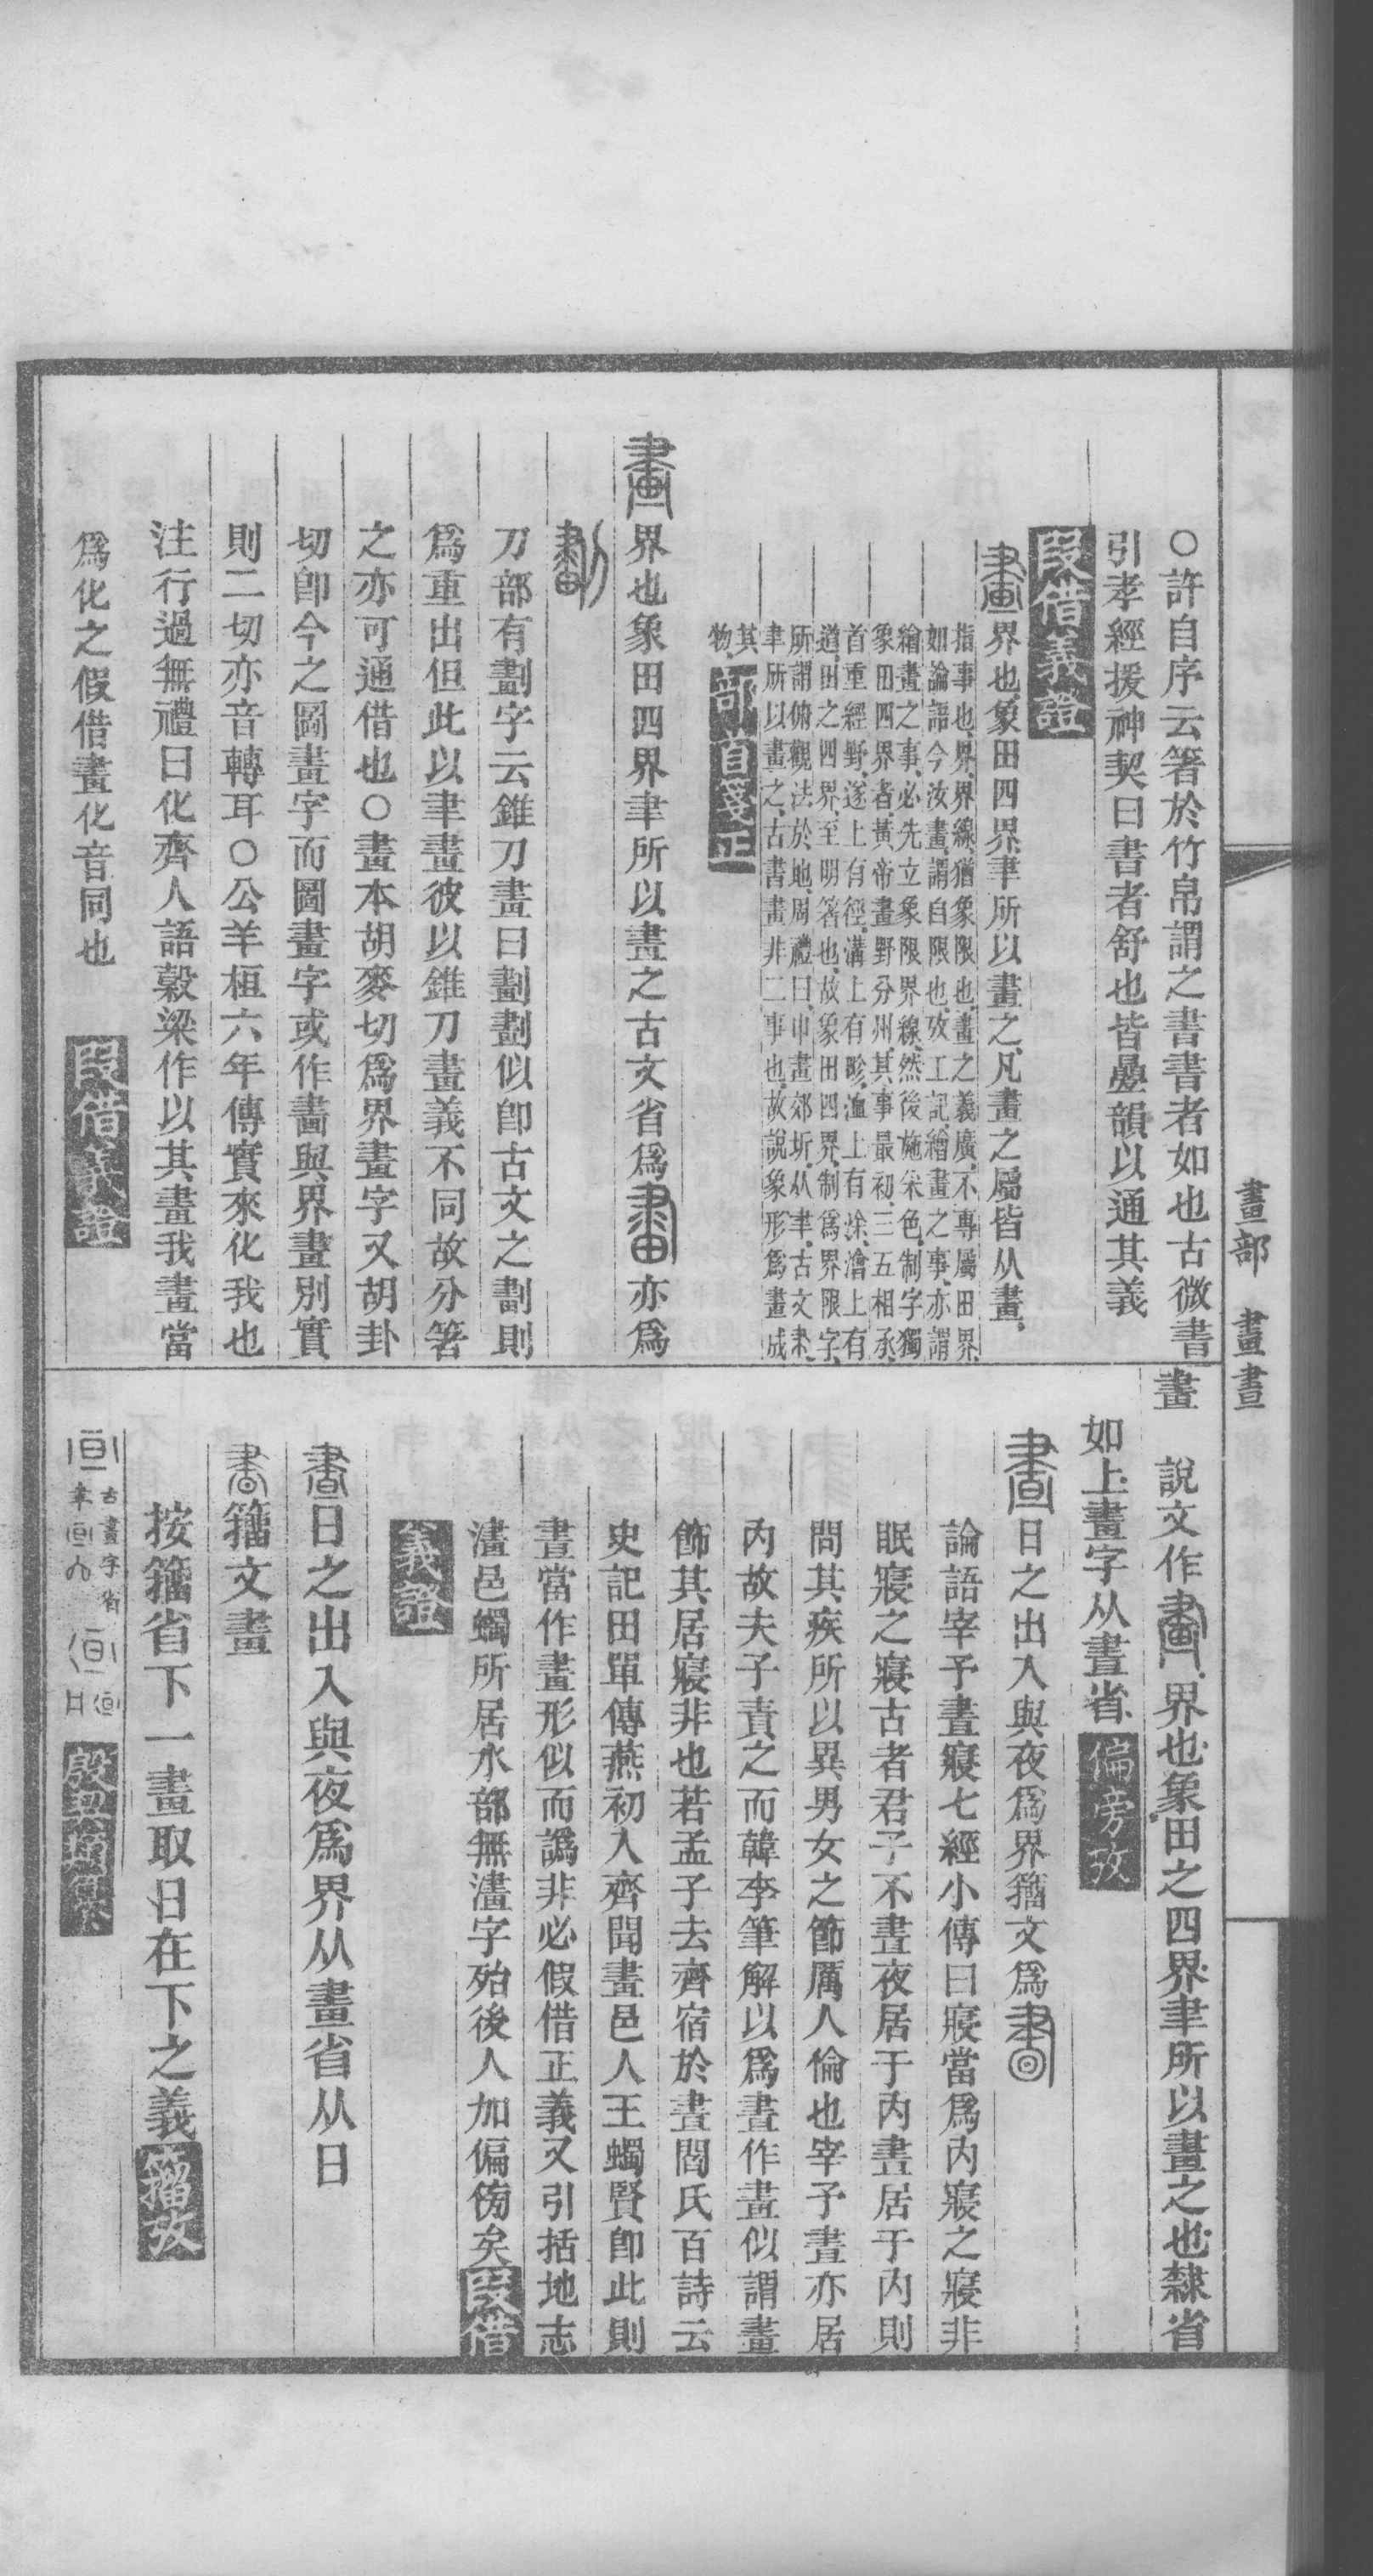 畫部 畫晝
○許自序云箸於竹帛謂之書書者如也古微書
引孝經援神契曰書者舒也皆疊韻以通其義
段借義證
畫界也象田四界聿所以畫之凡畫之屬皆从畫
指事也界界線猶象限也畫之義廣不專屬田界
如論語今汝畫謂自限也攷工記繪畫之事亦謂
繪畫之事必先立象限界線然後施采色制字獨
象田四界者黃帝畫野分州其事最初三五相承
首重經野遂上有徑溝上有畛洫上有涂澮上有
道田之四界至明箸也故象田四界制爲界限字
所謂俯觀法於地周禮曰申畫郊圻从聿古文
聿所以畫之古書畫非二事也故說象形爲畫成
其
物
部首箋正
畫界也象田四界聿所以畫之古文省爲畫亦爲
劃
刀部有劃字云錐刀畫曰劃劃似卽古文之劃則
爲重出但此以聿畫彼以錐刀畫義不同故分箸
之亦可通借也○畫本胡麥切爲界畫字又胡卦
切卽今之圖畫字而圖畫字或作畵與界畫別實
則二切亦音轉耳○公羊桓六年傳實來化我也
注行過無禮曰化齊人語穀梁作以其畫我畫當
爲化之假借畫化音同也
段借義證
畫
說文作畫界也象田之四界聿所以畫之也隸省
如上畫字从畫省
偏旁攷
晝日之出入與夜爲界籀文爲晝
論語宰予晝寢七經小傳曰寢當爲內寢之寢非
眠寢之寢古者君子不晝夜居于內晝居于內則
問其疾所以異男女之節厲人倫也宰予晝亦居
內故夫子責之而韓李筆解以爲晝作畫似謂畫
飾其居寢非也若孟子去齊宿於晝閻氏百詩云
史記田單傳燕初入齊聞畫邑人王蠋賢卽此則
晝當作畫形似而譌非必假借正義又引括地志
澅邑蠋所居水部無澅字殆後人加偏㑄矣段借
義證
晝日之出入與夜爲界从畫省从日
晝籀文晝
按籀省下一畫取日在下之義籀攷
古晝字省